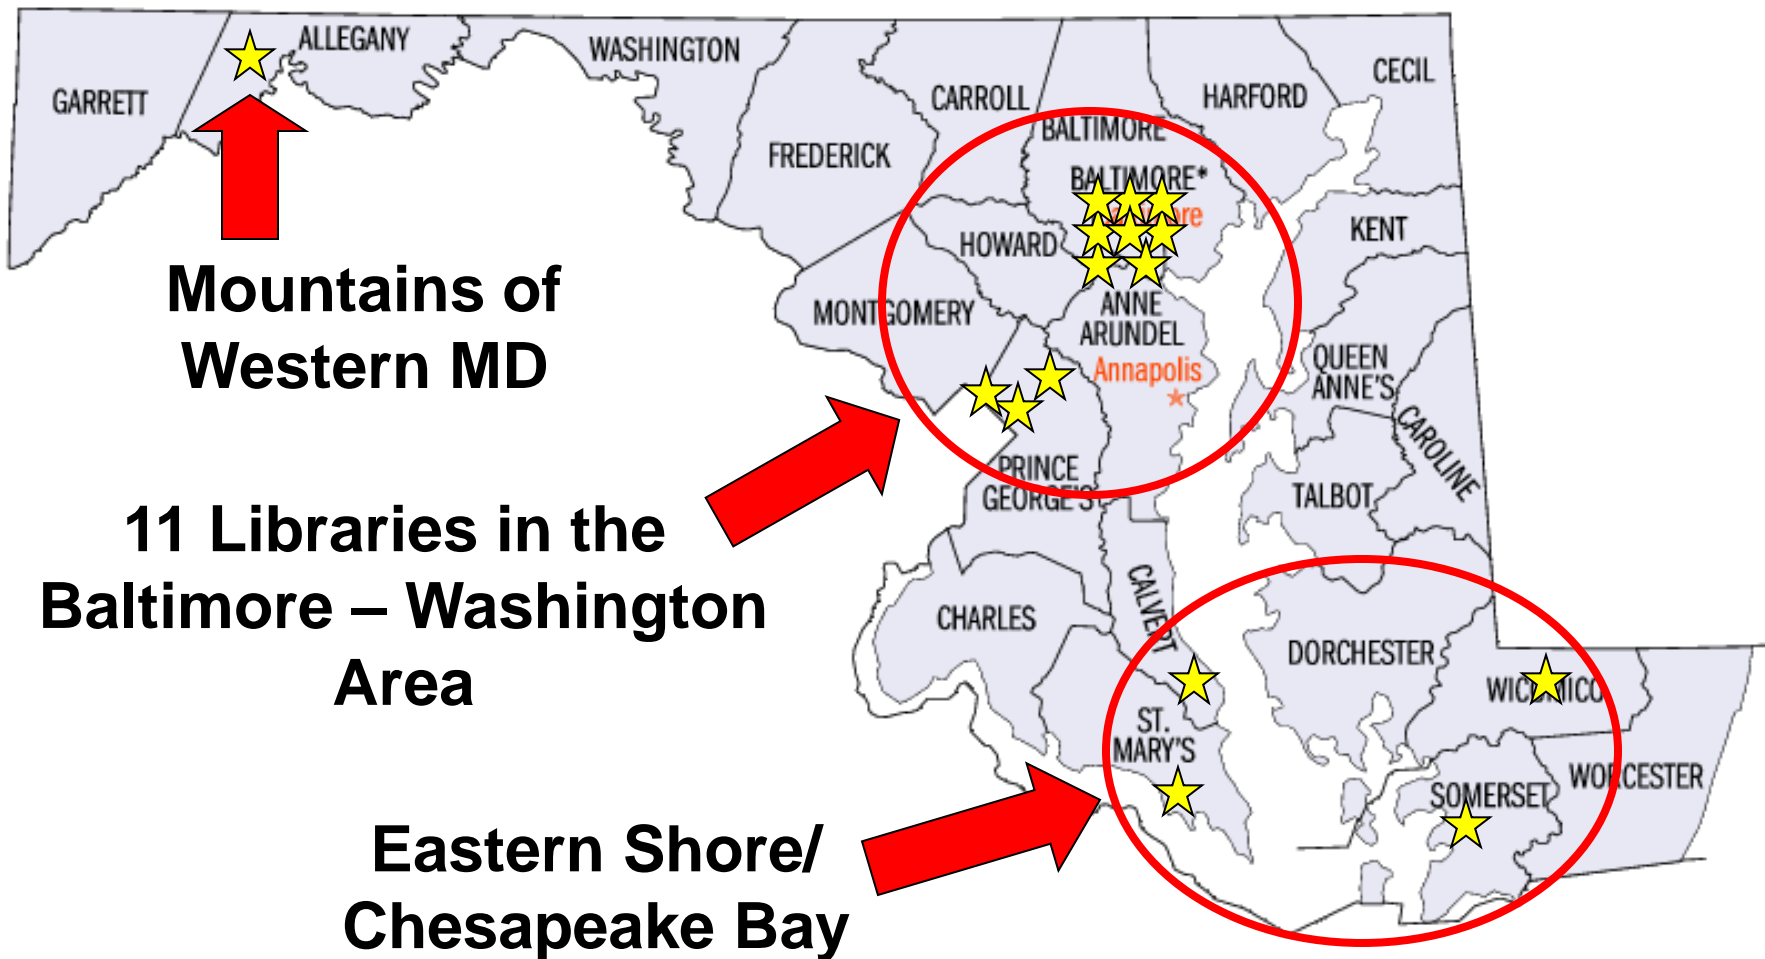 ALLEGANY
WASHINGTON
GARRETT
CARROLL
HARFORD
CECIL
FREDERICK
BALTIMORE
BALTIMORE*
HOWARD
KENT
MONTGOMERY
ANNE
ARUNDEL
Annapolis
QUEEN
ANNE'S
CAROLINE
PRINCE
GEORGE'S
TALBOT
CALVERT
CHARLES
DORCHESTER
WICOMICO
ST.
MARY'S
SOMERSET
WORCESTER
Mountains of
Western MD
11 Libraries in the
Baltimore – Washington
Area
Eastern Shore/
Chesapeake Bay